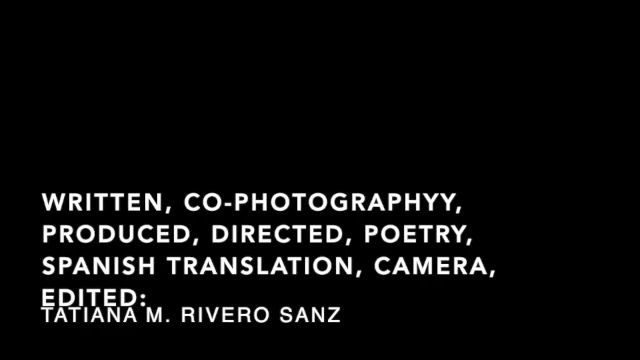 WRITTEN, CO-PHOTOGRAPHYY,
PRODUCED, DIRECTED, POETRY,
SPANISH TRANSLATION, CAMERA,
EDITED:
TATIANA M. RIVERO SANZ